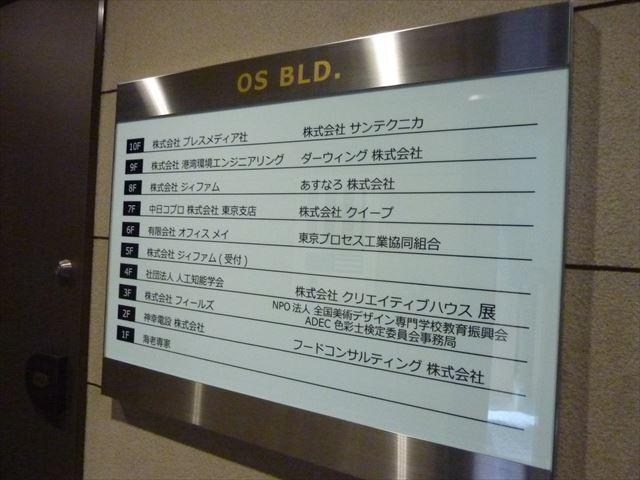 OS BLD.
10F 株式会社 プレスメディア社 株式会社 サンテクニカ
9F 株式会社 港湾環境エンジニアリング ダーウィング 株式会社
8F 株式会社 ジィファム あすなろ 株式会社
7F 中日コプロ 株式会社 東京支店 株式会社 クイープ
6F 有限会社 オフィス メイ 東京プロセス工業協同組合
5F 株式会社 ジィファム ( 受付 )
4F 社団法人 人工知能学会 株式会社 クリエイティブハウス 展
3F 株式会社 フィールズ NPO 法人 全国美術デザイン専門学校教育振興会
ADEC 色彩士検定委員会事務局
2F 神幸電設 株式会社 フードコンサルティング 株式会社
1F 海老専家